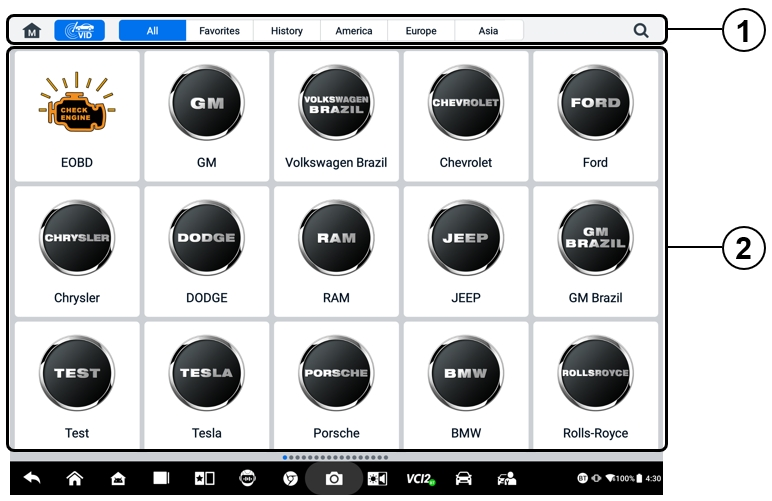 M VID All Favorites History America Europe Asia
1
CHECK
ENGINE
EOBD
GM
GM
VOLKSWAGEN
BRAZIL
Volkswagen Brazil
CHEVROLET
Chevrolet
FORD
Ford
CHRYSLER
Chrysler
DODGE
DODGE
RAM
RAM
JEEP
JEEP
GM
BRAZIL
GM Brazil
2
TEST
Test
TESLA
Tesla
PORSCHE
Porsche
BMW
BMW
ROLLSROYCE
Rolls-Royce
VCI2 BT 100% 4:30